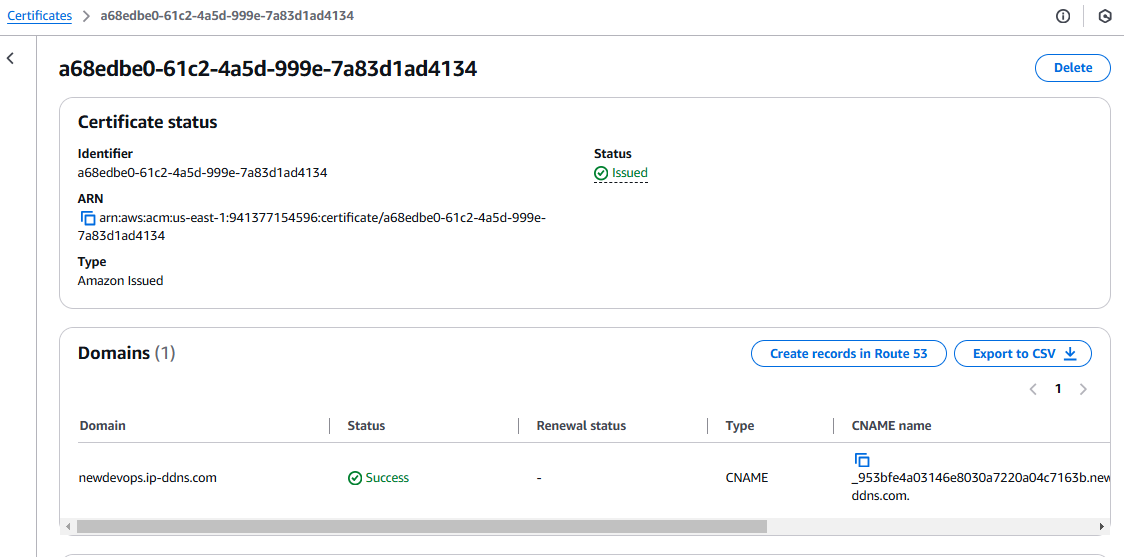 Certificates > a68edbe0-61c2-4a5d-999e-7a83d1ad4134
a68edbe0-61c2-4a5d-999e-7a83d1ad4134
Delete
Certificate status
Identifier
a68edbe0-61c2-4a5d-999e-7a83d1ad4134
Status
Issued
ARN
arn:aws:acm:us-east-1:941377154596:certificate/a68edbe0-61c2-4a5d-999e-
7a83d1ad4134
Type
Amazon Issued
Domains (1)
Create records in Route 53
Export to CSV
1
Domain Status Renewal status Type CNAME name
newdevops.ip-ddns.com Success - CNAME
_953bfe4a03146e8030a7220a04c7163b.new
ddns.com.